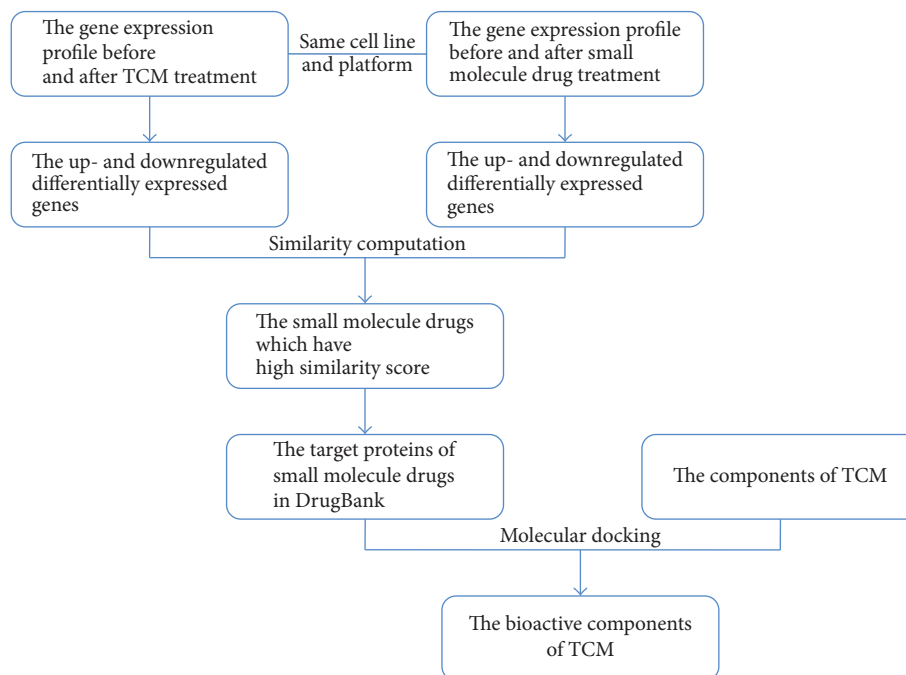 The gene expression
profile before
and after TCM treatment
Same cell line
and platform
The gene expression profile
before and after small
molecule drug treatment
The up- and downregulated
differentially expressed
genes
The up- and downregulated
differentially expressed
genes
Similarity computation
The small molecule drugs
which have
high similarity score
The target proteins of
small molecule drugs
in DrugBank
The components of TCM
Molecular docking
The bioactive components
of TCM